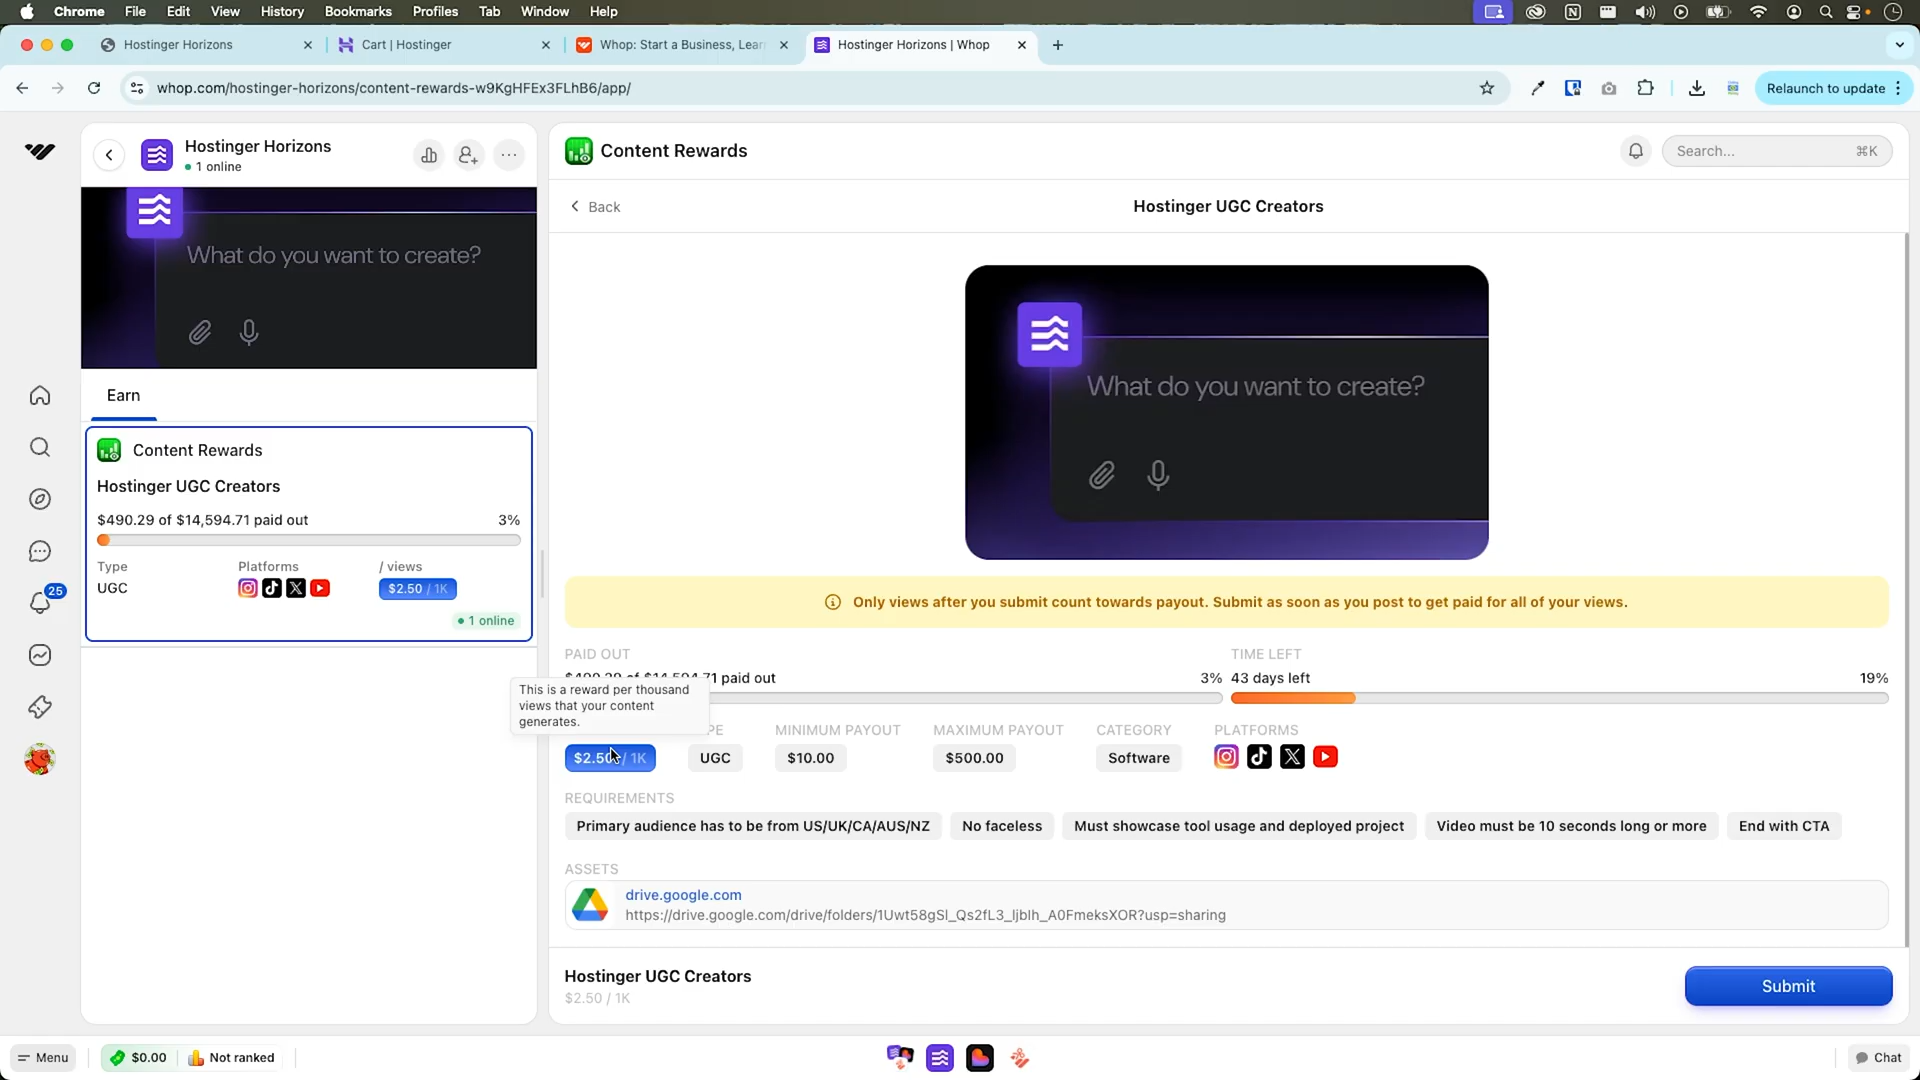 Chrome File Edit View History Bookmarks Profiles Tab Window Help
Hostinger Horizons
Cart | Hostinger
Whop: Start a Business, Lear
Hostinger Horizons | Whop
whop.com/hostinger-horizons/content-rewards-w9KgHFEx3FLhB6/app/
Relaunch to update
Hostinger Horizons
1 online
What do you want to create?
Earn
Content Rewards
Hostinger UGC Creators
$490.29 of $14,594.71 paid out 3%
Type Platforms / views
UGC $2.50 / 1K
1 online
25
Content Rewards
Search... ⌘K
Back
Hostinger UGC Creators
What do you want to create?
Only views after you submit count towards payout. Submit as soon as you post to get paid for all of your views.
PAID OUT
71 paid out 3%
TIME LEFT
43 days left 19%
This is a reward per thousand
views that your content
generates.
PE MINIMUM PAYOUT MAXIMUM PAYOUT CATEGORY PLATFORMS
$2.50 / 1K UGC $10.00 $500.00 Software
REQUIREMENTS
Primary audience has to be from US/UK/CA/AUS/NZ No faceless Must showcase tool usage and deployed project Video must be 10 seconds long or more End with CTA
ASSETS
drive.google.com
Hostinger UGC Creators
$2.50 / 1K
Submit
Menu $0.00 Not ranked
Chat